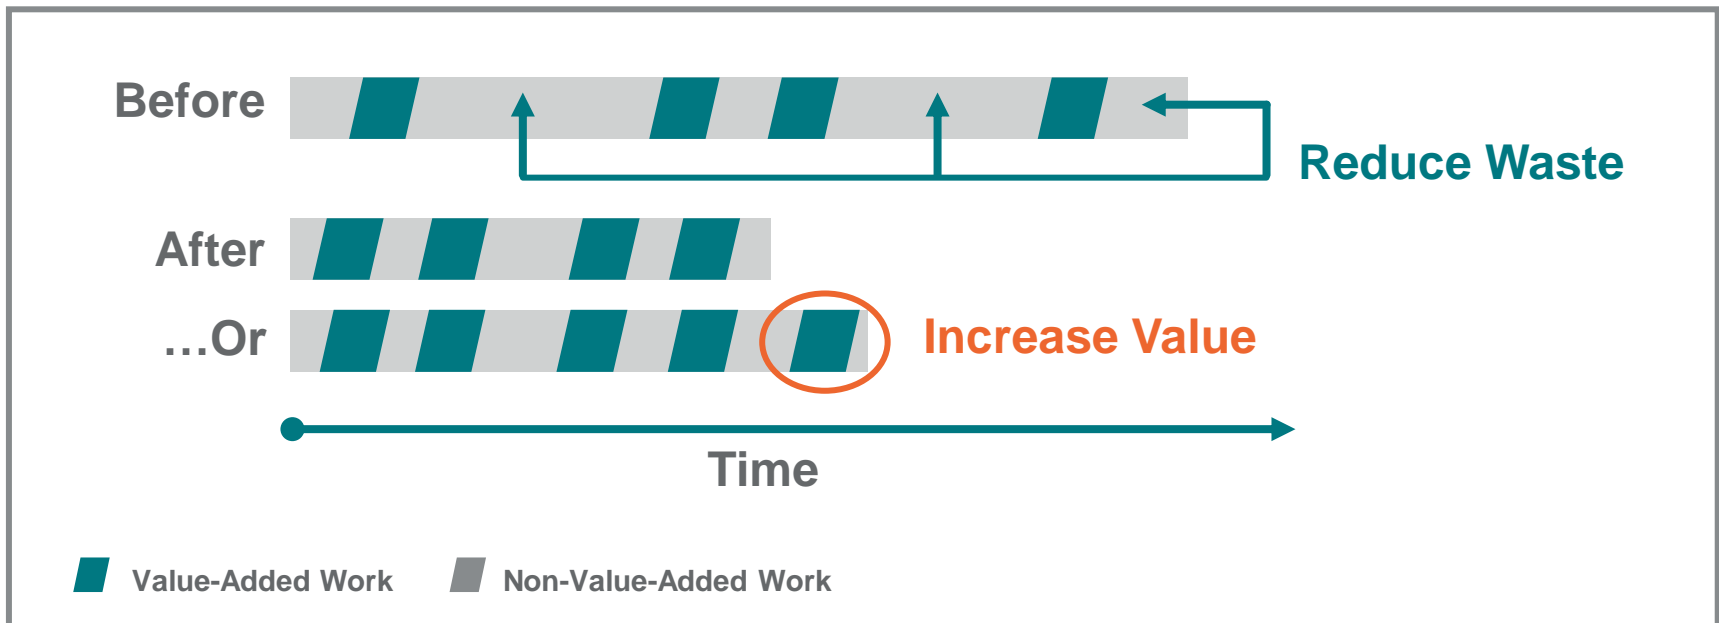 Before
Reduce Waste
After
…Or
Increase Value
Time
Value-Added Work
Non-Value-Added Work